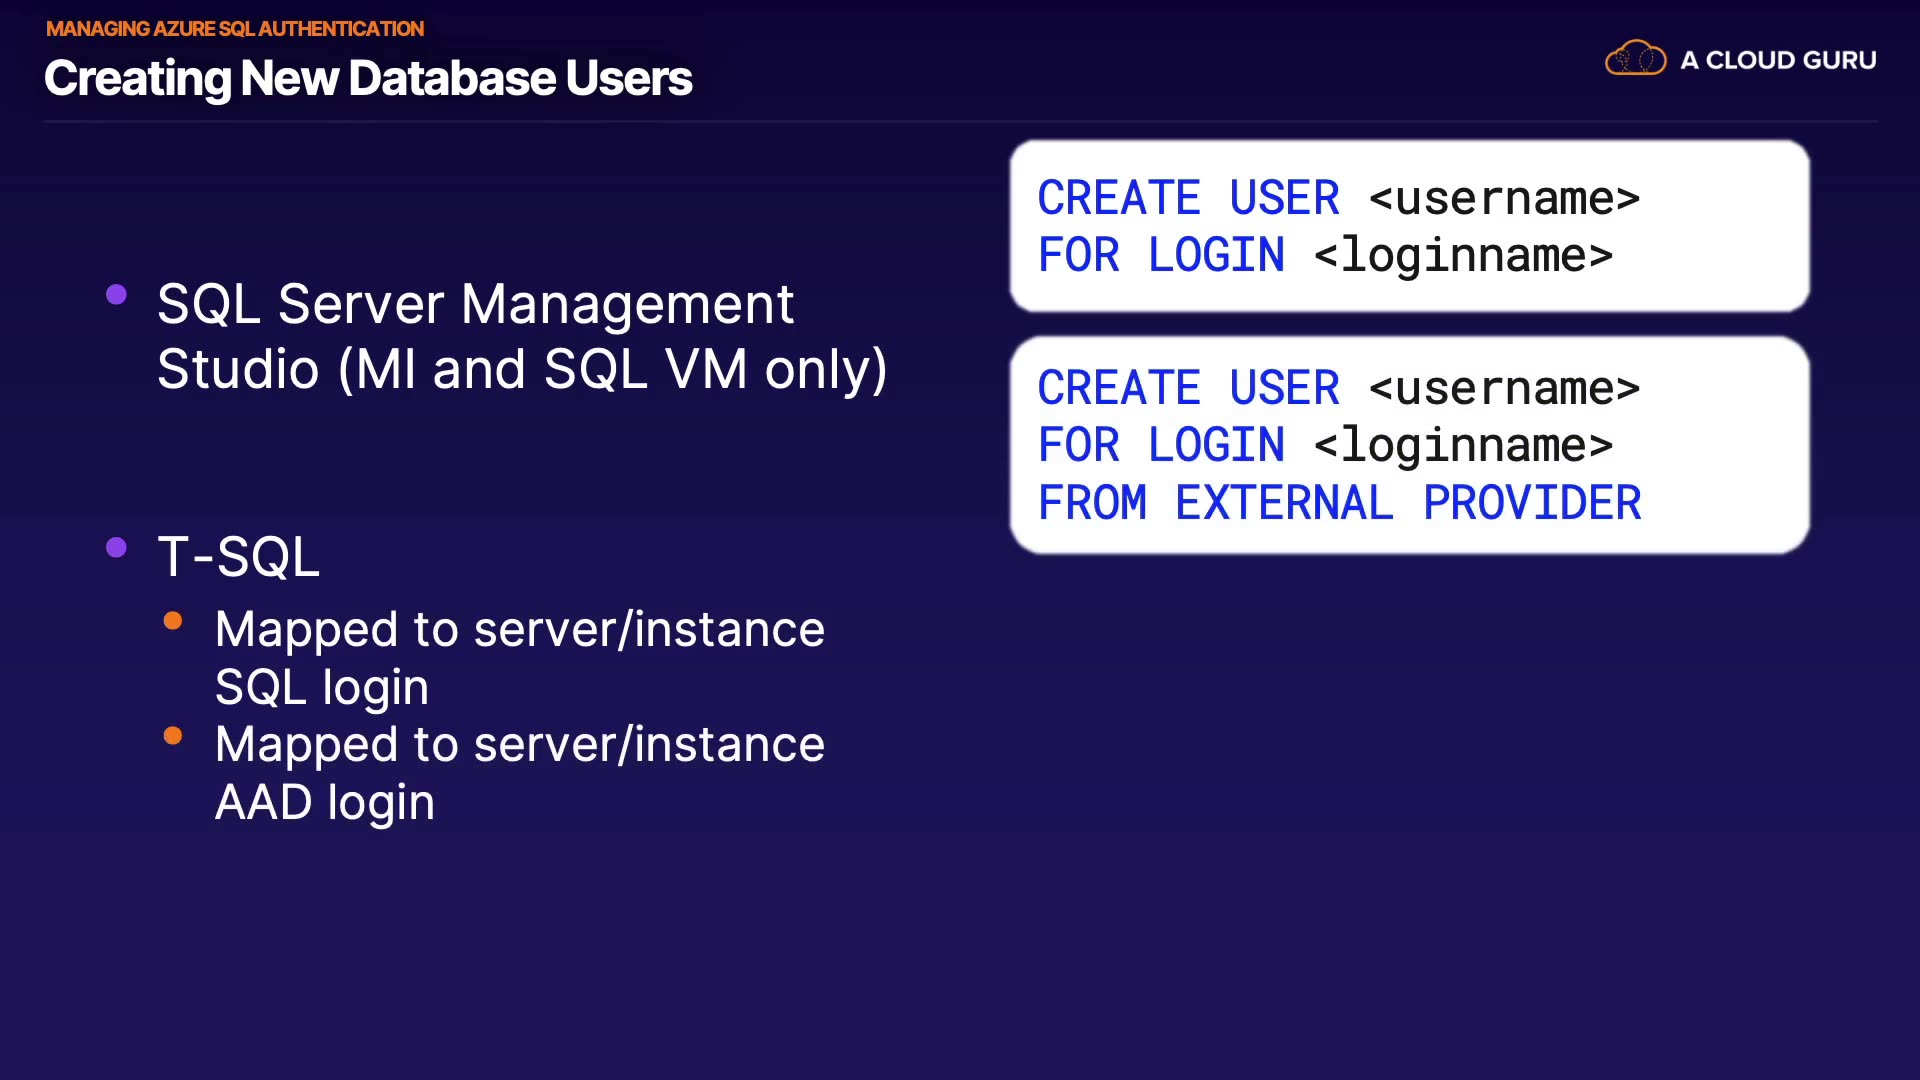 MANAGING AZURE SQL AUTHENTICATION
Creating New Database Users
A CLOUD GURU
SQL Server Management
Studio (MI and SQL VM only)
T-SQL
Mapped to server/instance
SQL login
Mapped to server/instance
AAD login
CREATE USER <username>
FOR LOGIN <loginname>
CREATE USER <username>
FOR LOGIN <loginname>
FROM EXTERNAL PROVIDER